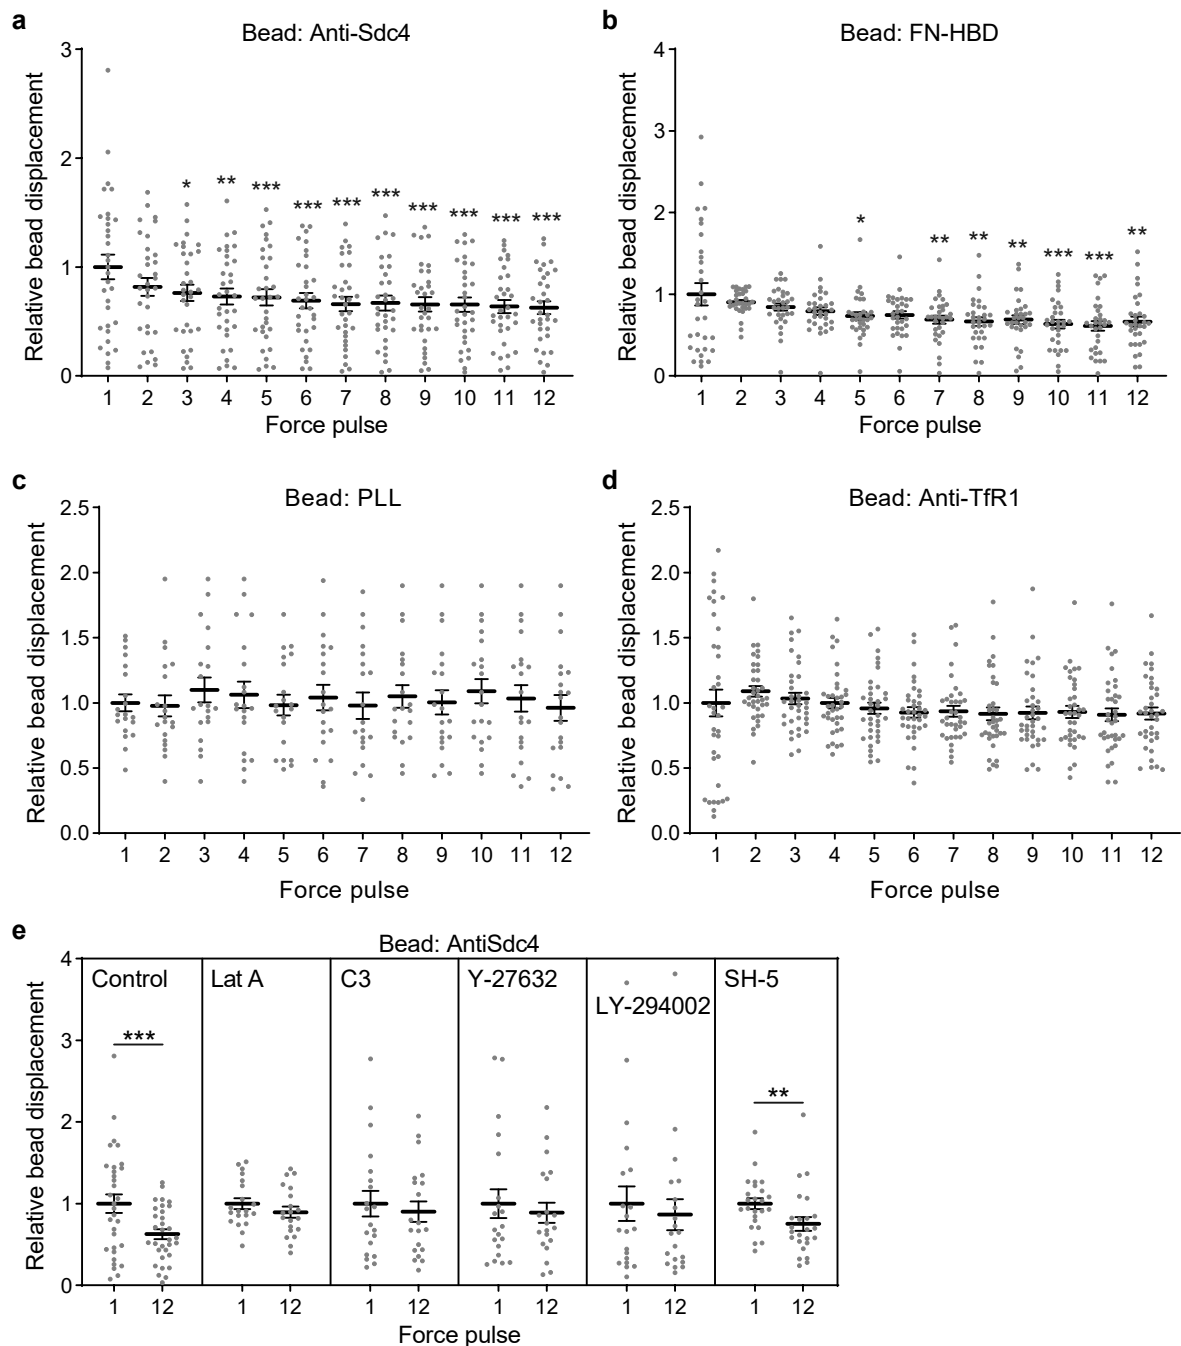 a
Bead: Anti-Sdc4
Relative bead displacement
3
2
1
0
* ** *** *** *** *** *** *** *** ***
1 2 3 4 5 6 7 8 9 10 11 12
Force pulse
b
Bead: FN-HBD
Relative bead displacement
4
3
2
1
0
* ** ** ** *** *** **
1 2 3 4 5 6 7 8 9 10 11 12
Force pulse
c
Bead: PLL
Relative bead displacement
2.5
2.0
1.5
1.0
0.5
0.0
1 2 3 4 5 6 7 8 9 10 11 12
Force pulse
d
Bead: Anti-TfR1
Relative bead displacement
2.5
2.0
1.5
1.0
0.5
0.0
1 2 3 4 5 6 7 8 9 10 11 12
Force pulse
e
Bead: AntiSdc4
Relative bead displacement
4
3
2
1
0
Control
Lat A
C3
Y-27632
LY-294002
SH-5
***
**
1 12 1 12 1 12 1 12 1 12 1 12
Force pulse